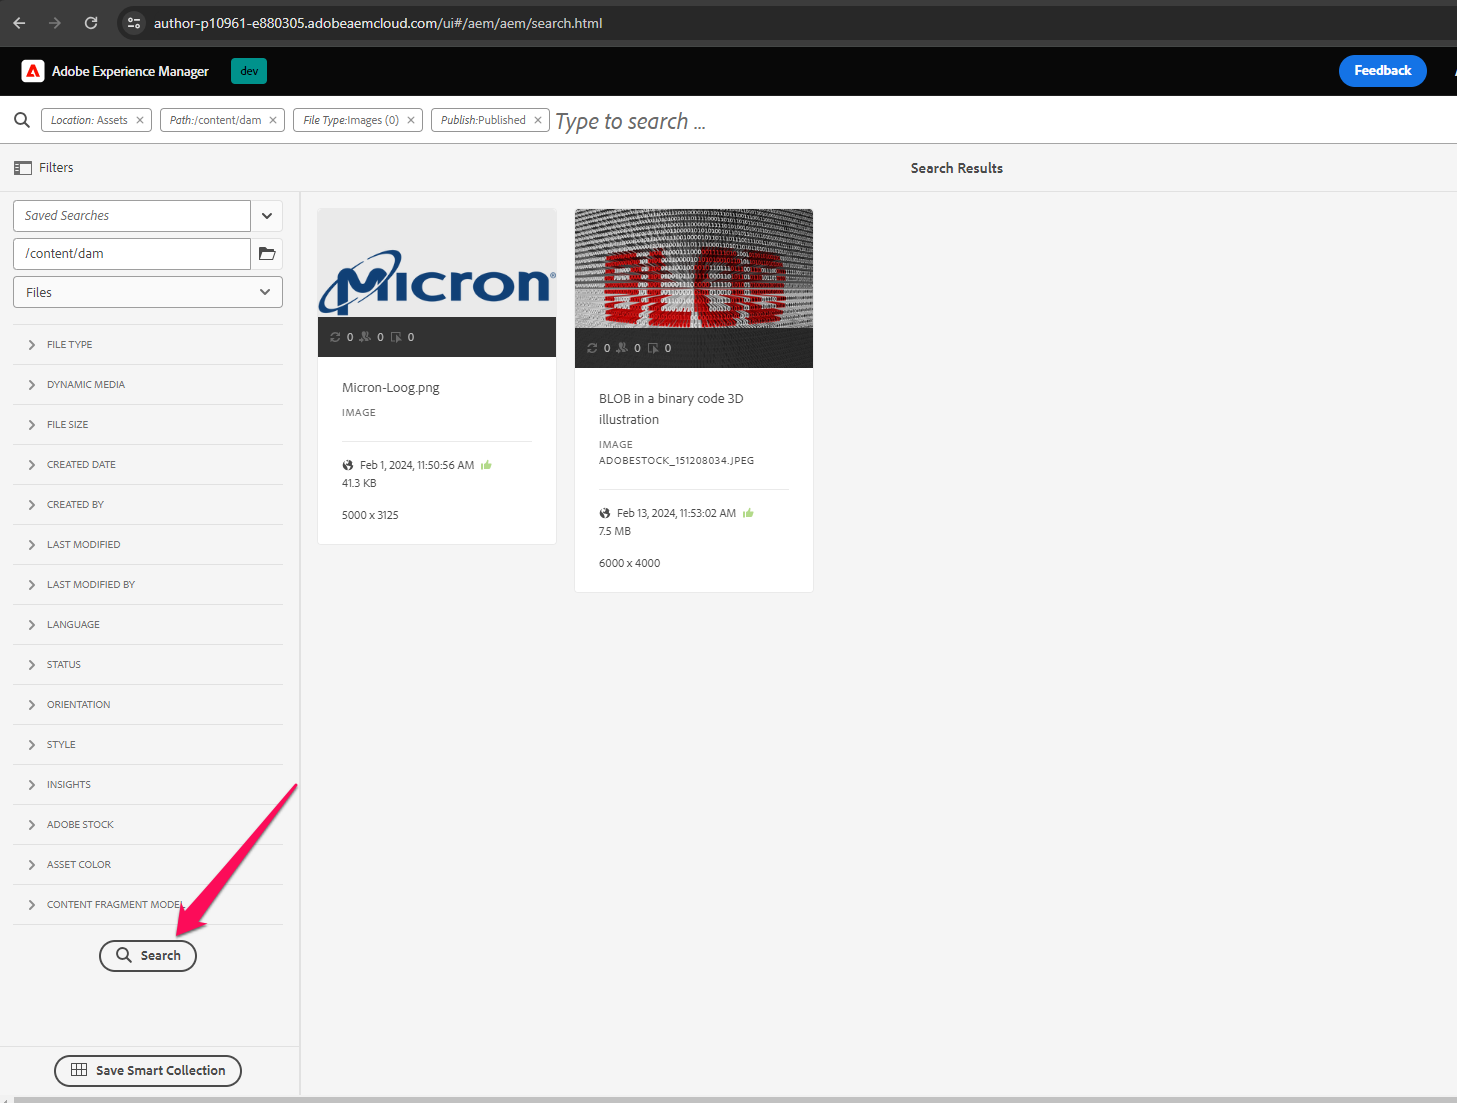 author-p10961-e880305.adobeaemcloud.com/ui#/aem/aem/search.html
Adobe Experience Manager
dev
Feedback
Location: Assets
Path:/content/dam
File Type:Images (0)
Publish:Published
Type to search ...
Filters
Search Results
Saved Searches
/content/dam
Files
FILE TYPE
DYNAMIC MEDIA
FILE SIZE
CREATED DATE
CREATED BY
LAST MODIFIED
LAST MODIFIED BY
LANGUAGE
STATUS
ORIENTATION
STYLE
INSIGHTS
ADOBE STOCK
ASSET COLOR
CONTENT FRAGMENT MODEL
Search
Save Smart Collection
Micron®
0 0 0
Micron-Loog.png
IMAGE
Feb 1, 2024, 11:50:56 AM
41.3 KB
5000 x 3125
BLOB
0 0 0
BLOB in a binary code 3D
illustration
IMAGE
ADOBESTOCK_151208034.JPEG
Feb 13, 2024, 11:53:02 AM
7.5 MB
6000 x 4000